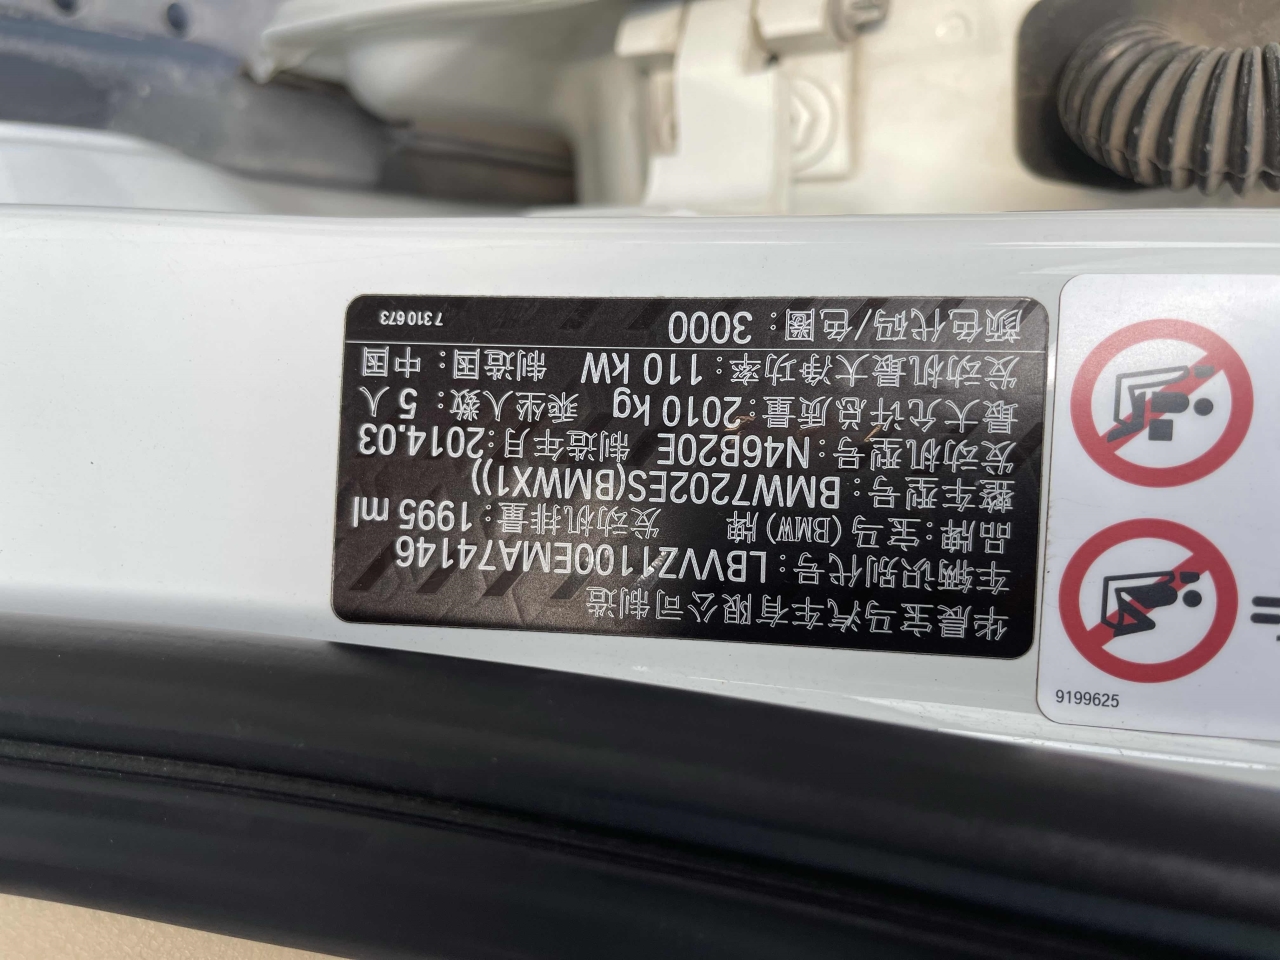 华晨宝马汽车有限公司制造
车辆识别代号：LBVVZ1100EMA74146
品牌：宝马（BMW）牌 发动机排量：1995 ml
整车型号：BMW7202ES(BMWX1))
发动机型号：N46B20E 制造年月：2014.03
最大允许总质量：2010 kg 乘坐人数：5 人
发动机最大净功率：110 kW 制造国：中国
颜色代码/色圈：3000
7 310 673
9199625